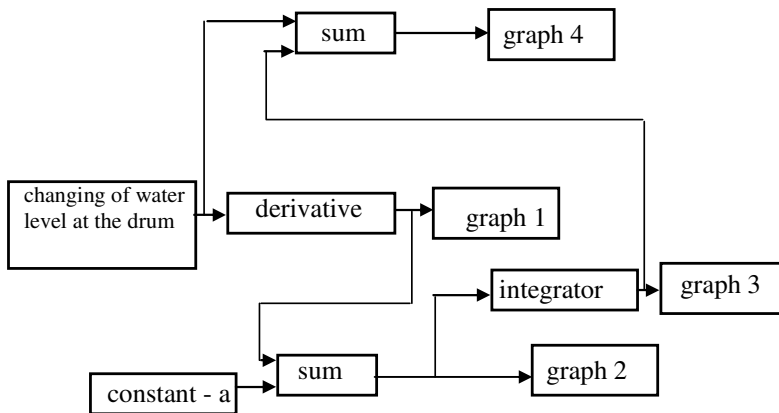 sum
graph 4
changing of water
level at the drum
derivative
graph 1
integrator
graph 3
constant - a
sum
graph 2